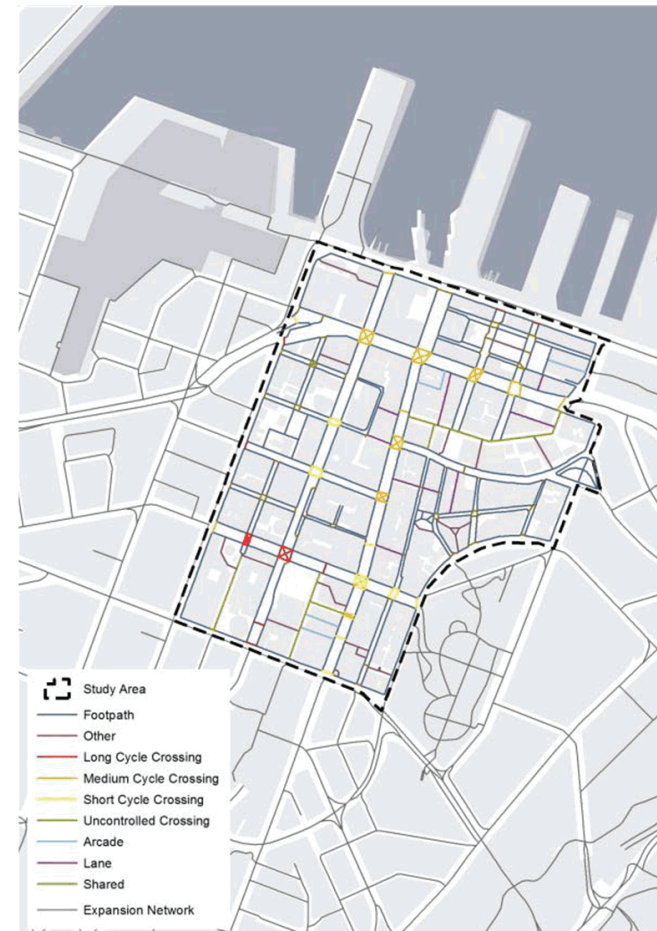 Study Area
Footpath
Other
Long Cycle Crossing
Medium Cycle Crossing
Short Cycle Crossing
Uncontrolled Crossing
Arcade
Lane
Shared
Expansion Network